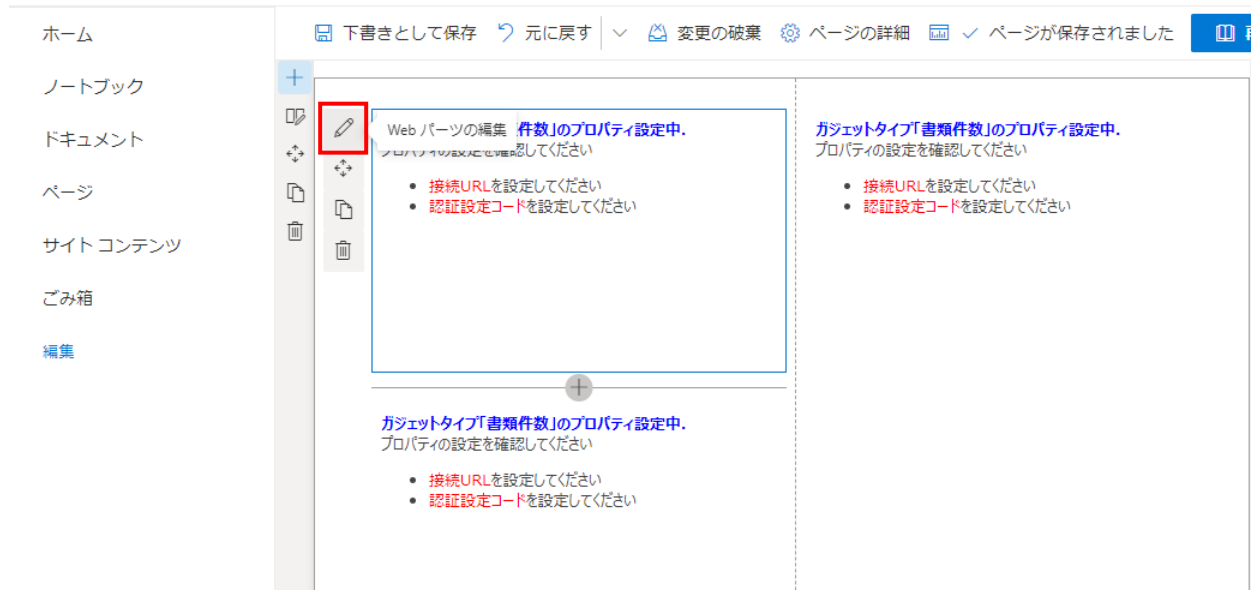 ホーム
ノートブック
ドキュメント
ページ
サイト コンテンツ
ごみ箱
編集
下書きとして保存 元に戻す 変更の破棄 ページの詳細 ページが保存されました
Web パーツの編集
件数」のプロパティ設定中.
プロパティの設定を確認してください
接続URLを設定してください
認証設定コードを設定してください
ガジェットタイプ「書類件数」のプロパティ設定中.
プロパティの設定を確認してください
接続URLを設定してください
認証設定コードを設定してください
ガジェットタイプ「書類件数」のプロパティ設定中.
プロパティの設定を確認してください
接続URLを設定してください
認証設定コードを設定してください